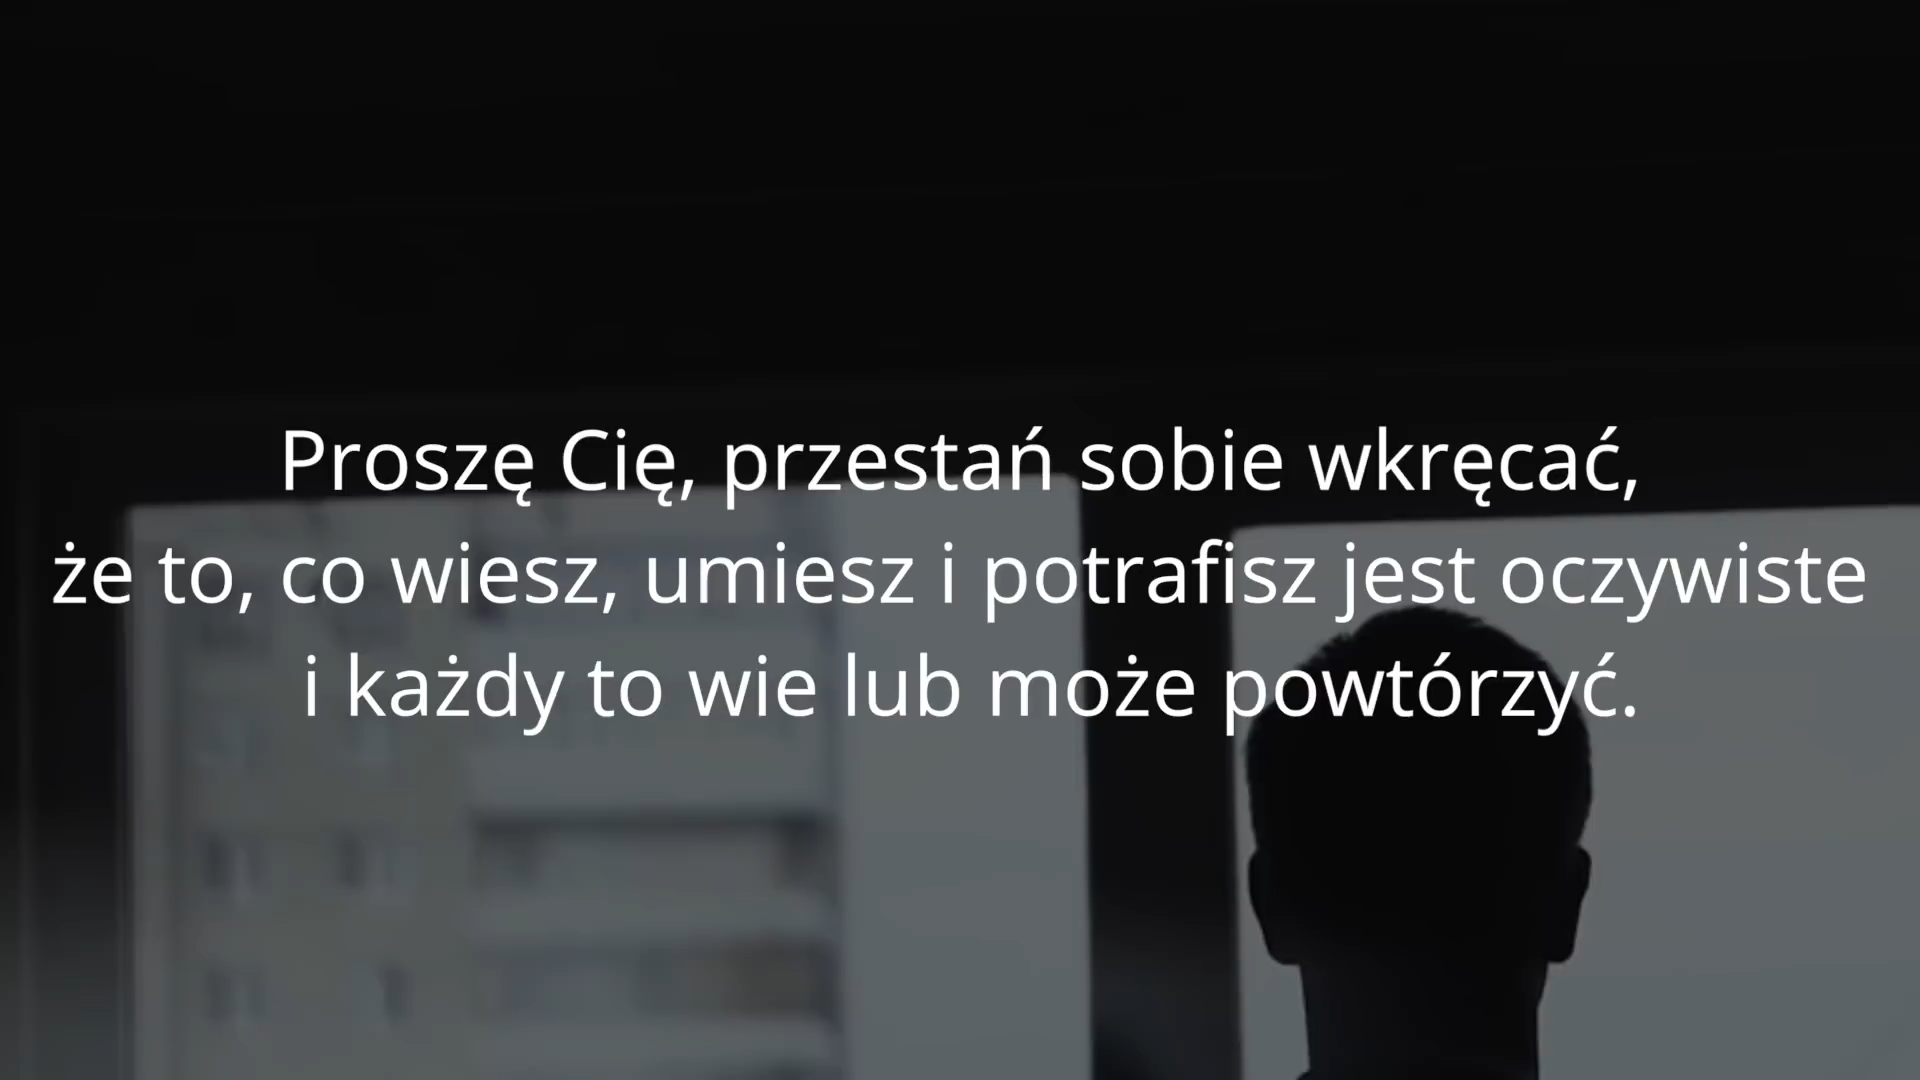 Proszę Cię, przestań sobie wkręcać,
że to, co wiesz, umiesz i potrafisz jest oczywiste
i każdy to wie lub może powtórzyć.